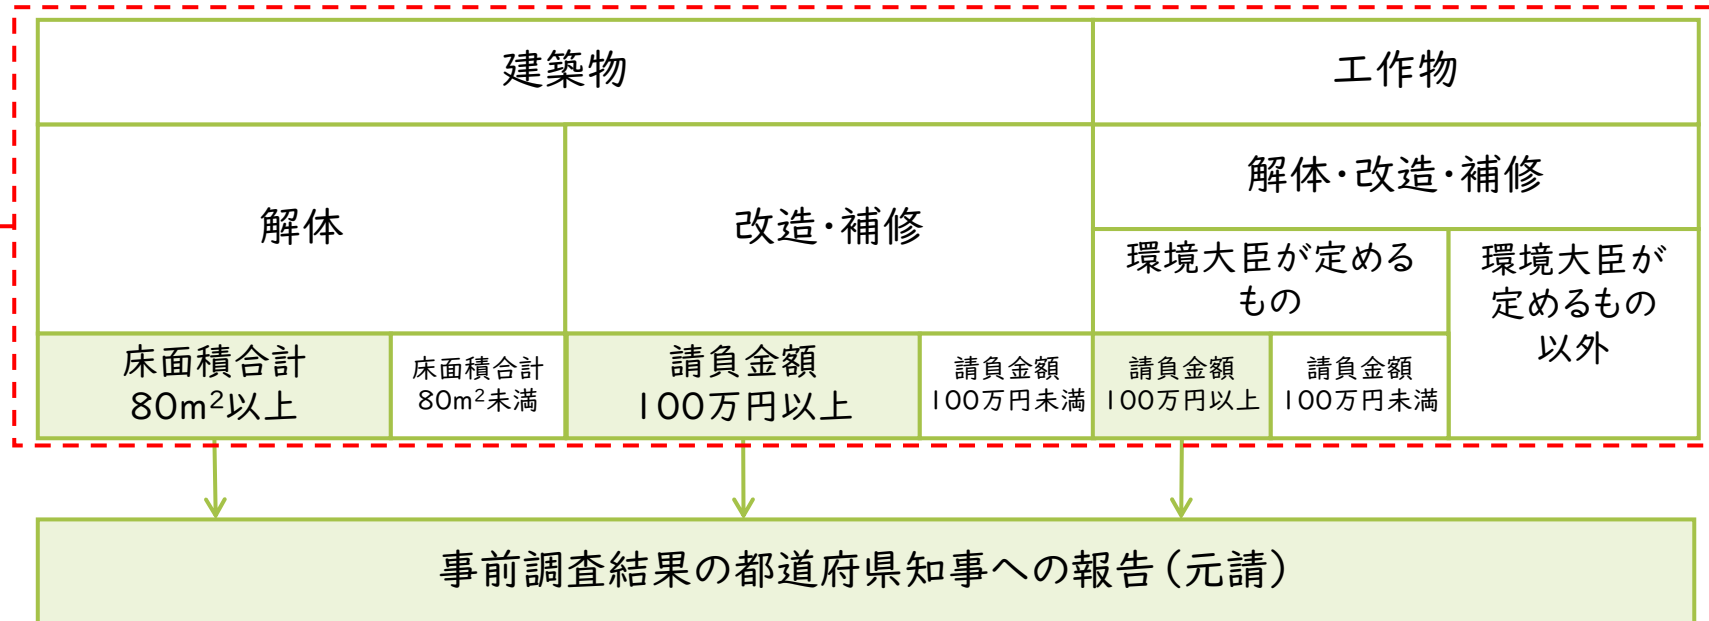 建築物
工作物
解体
改造・補修
解体・改造・補修
環境大臣が定める
もの
環境大臣が
定めるもの
以外
床面積合計
80m²以上
床面積合計
80m²未満
請負金額
100万円以上
請負金額
100万円未満
請負金額
100万円以上
請負金額
100万円未満
事前調査結果の都道府県知事への報告(元請)